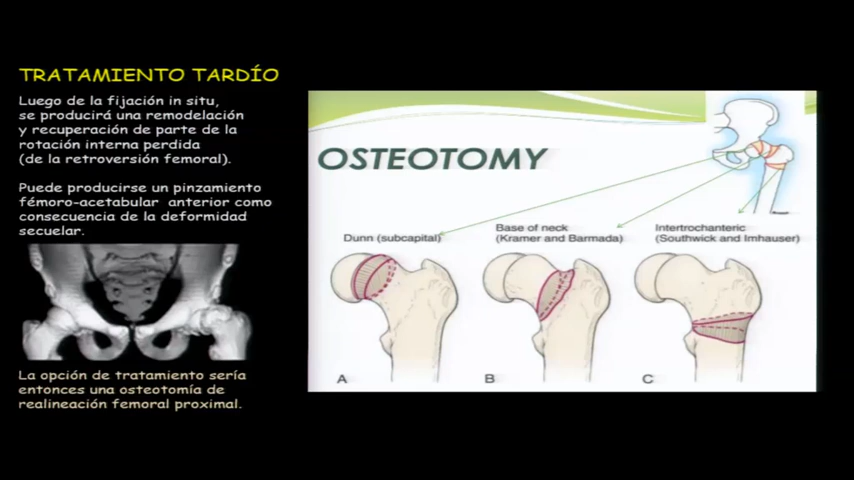 TRATAMIENTO TARDÍO
Luego de la fijación in situ,
se producirá una remodelación
y recuperación de parte de la
rotación interna perdida
(de la retroversión femoral).
Puede producirse un pinzamiento
fémoro-acetabular anterior como
consecuencia de la deformidad
secuelar.
La opción de tratamiento sería
entonces una osteotomía de
realineación femoral proximal.
OSTEOTOMY
Dunn (subcapital)
Base of neck
(Kramer and Barmada)
Intertrochanteric
(Southwick and Imhauser)
A
B
C